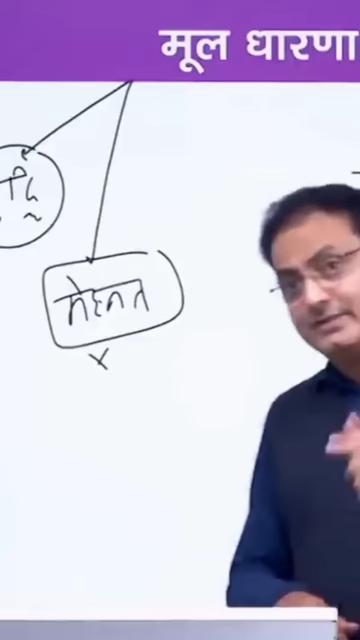 मूल धारणा
मेहनत
x